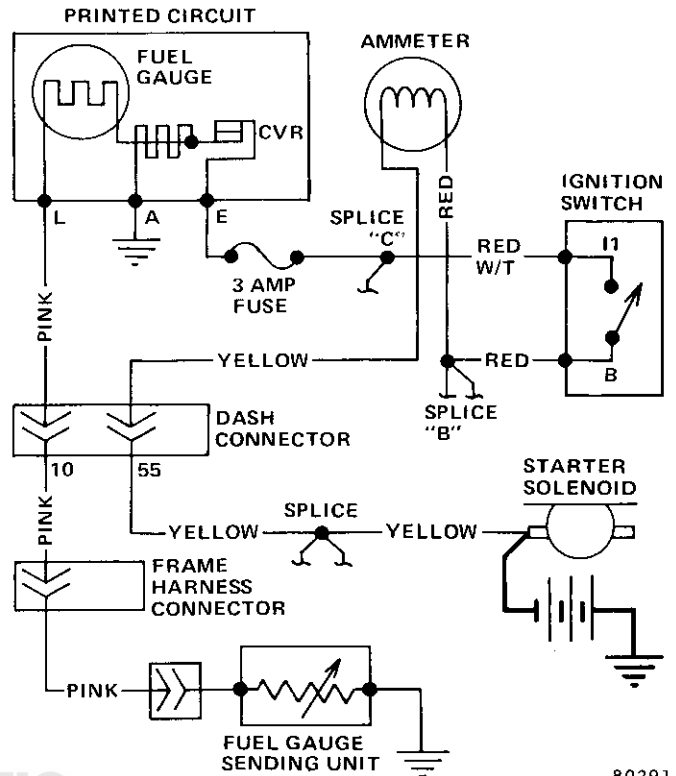 PRINTED CIRCUIT
FUEL
GAUGE
CVR
AMMETER
L
A
E
RED
SPLICE
"C"
RED
W/T
IGNITION
SWITCH
I1
3 AMP
FUSE
PINK
YELLOW
RED
B
SPLICE
"B"
DASH
CONNECTOR
10
55
STARTER
SOLENOID
PINK
YELLOW
SPLICE
YELLOW
FRAME
HARNESS
CONNECTOR
PINK
FUEL GAUGE
SENDING UNIT